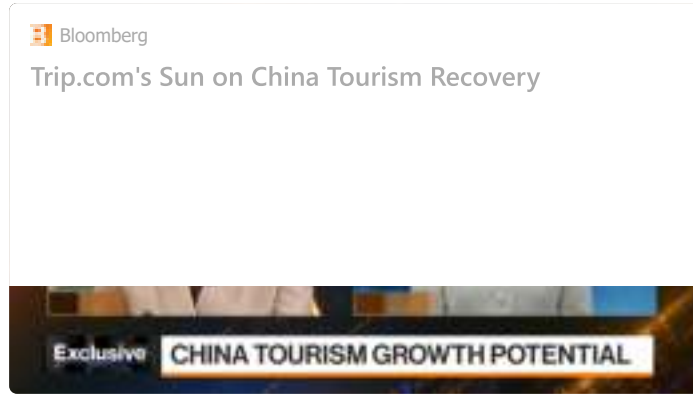 Bloomberg
Trip.com's Sun on China Tourism Recovery
Exclusive
CHINA TOURISM GROWTH POTENTIAL